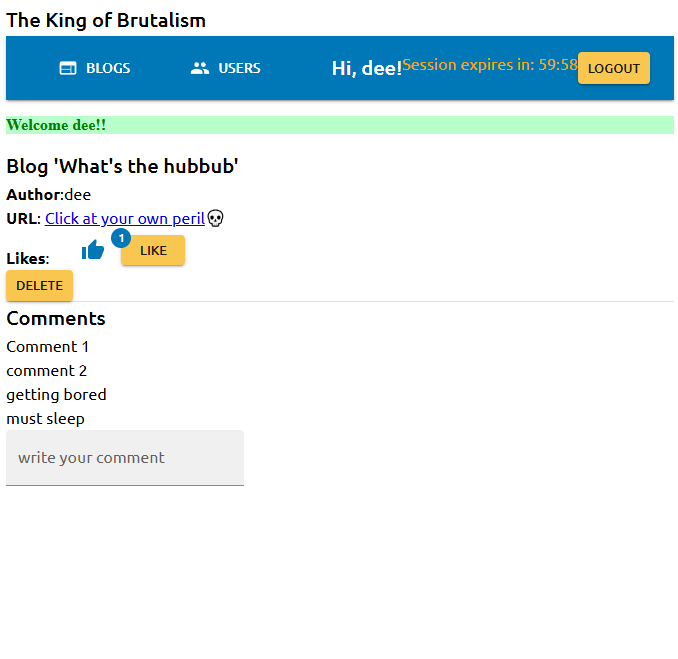 The King of Brutalism
BLOGS USERS Hi, dee! Session expires in: 59:58 LOGOUT
Welcome dee!!
Blog 'What's the hubbub'
Author:dee
URL: Click at your own peril
Likes: 1 LIKE
DELETE
Comments
Comment 1
comment 2
getting bored
must sleep
write your comment